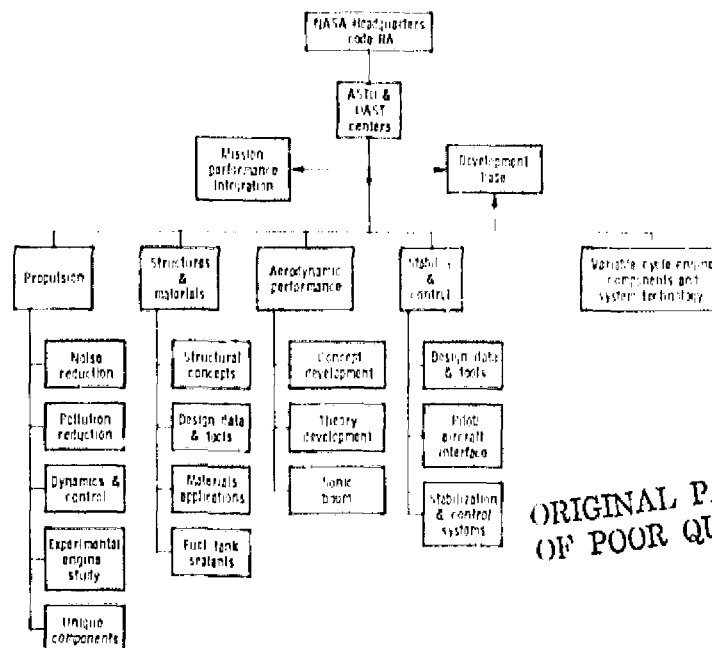 NASA Headquarters
code RA
ASTO &
OAST
centers
Mission
performance
integration
Development
base
Propulsion
Structures
&
materials
Aerodynamic
performance
Stability
&
control
Variable cycle engine
components and
system technology
Noise
reduction
Pollution
reduction
Dynamics &
control
Experimental
engine
study
Unique
components
Structural
concepts
Design data
& tools
Materials
applications
Fuel tank
sealants
Concept
development
Theory
development
Sonic
boom
Design data
& tools
Pilot
aircraft
interface
Stabilization
& control
systems
ORIGINAL
OF POOR